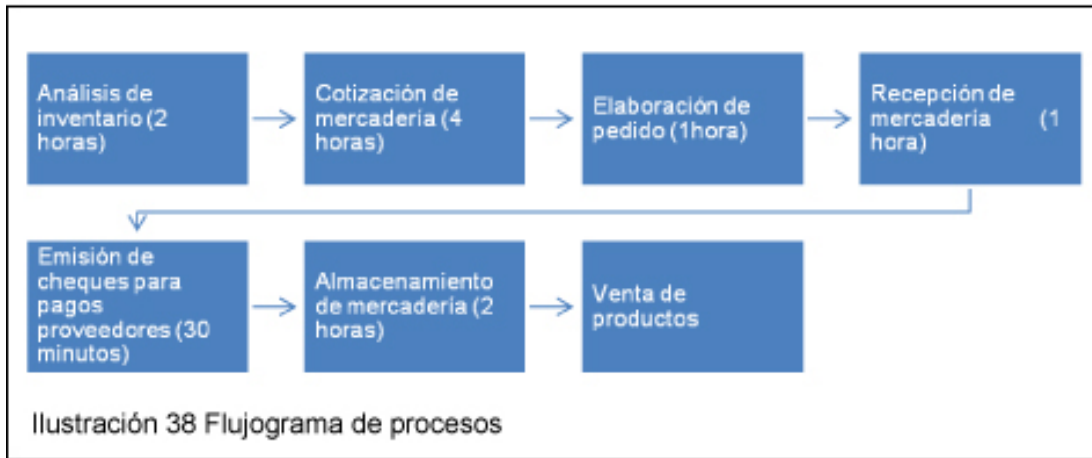 Análisis de
inventario (2
horas)
Cotización de
mercadería (4
horas)
Elaboración de
pedido (1hora)
Recepción de
mercadería (1
hora)
Emisión de
cheques para
pagos
proveedores (30
minutos)
Almacenamiento
de mercadería (2
horas)
Venta de
productos
Ilustración 38 Flujograma de procesos